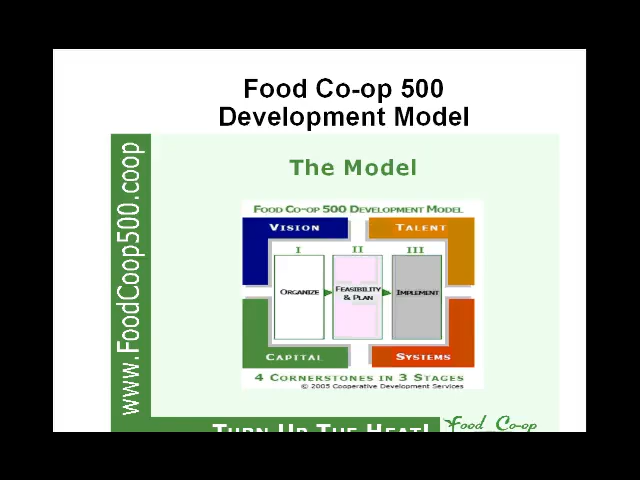 Food Co-op 500
Development Model
www.FoodCoop500.coop
The Model
FOOD CO-OP 500 DEVELOPMENT MODEL
VISION
TALENT
I
II
III
ORGANIZE
FEASIBILITY
& PLAN
IMPLEMENT
CAPITAL
SYSTEMS
4 CORNERSTONES IN 3 STAGES
© 2005 Cooperative Development Services
TURN UP THE HEAT!
Food Co-op